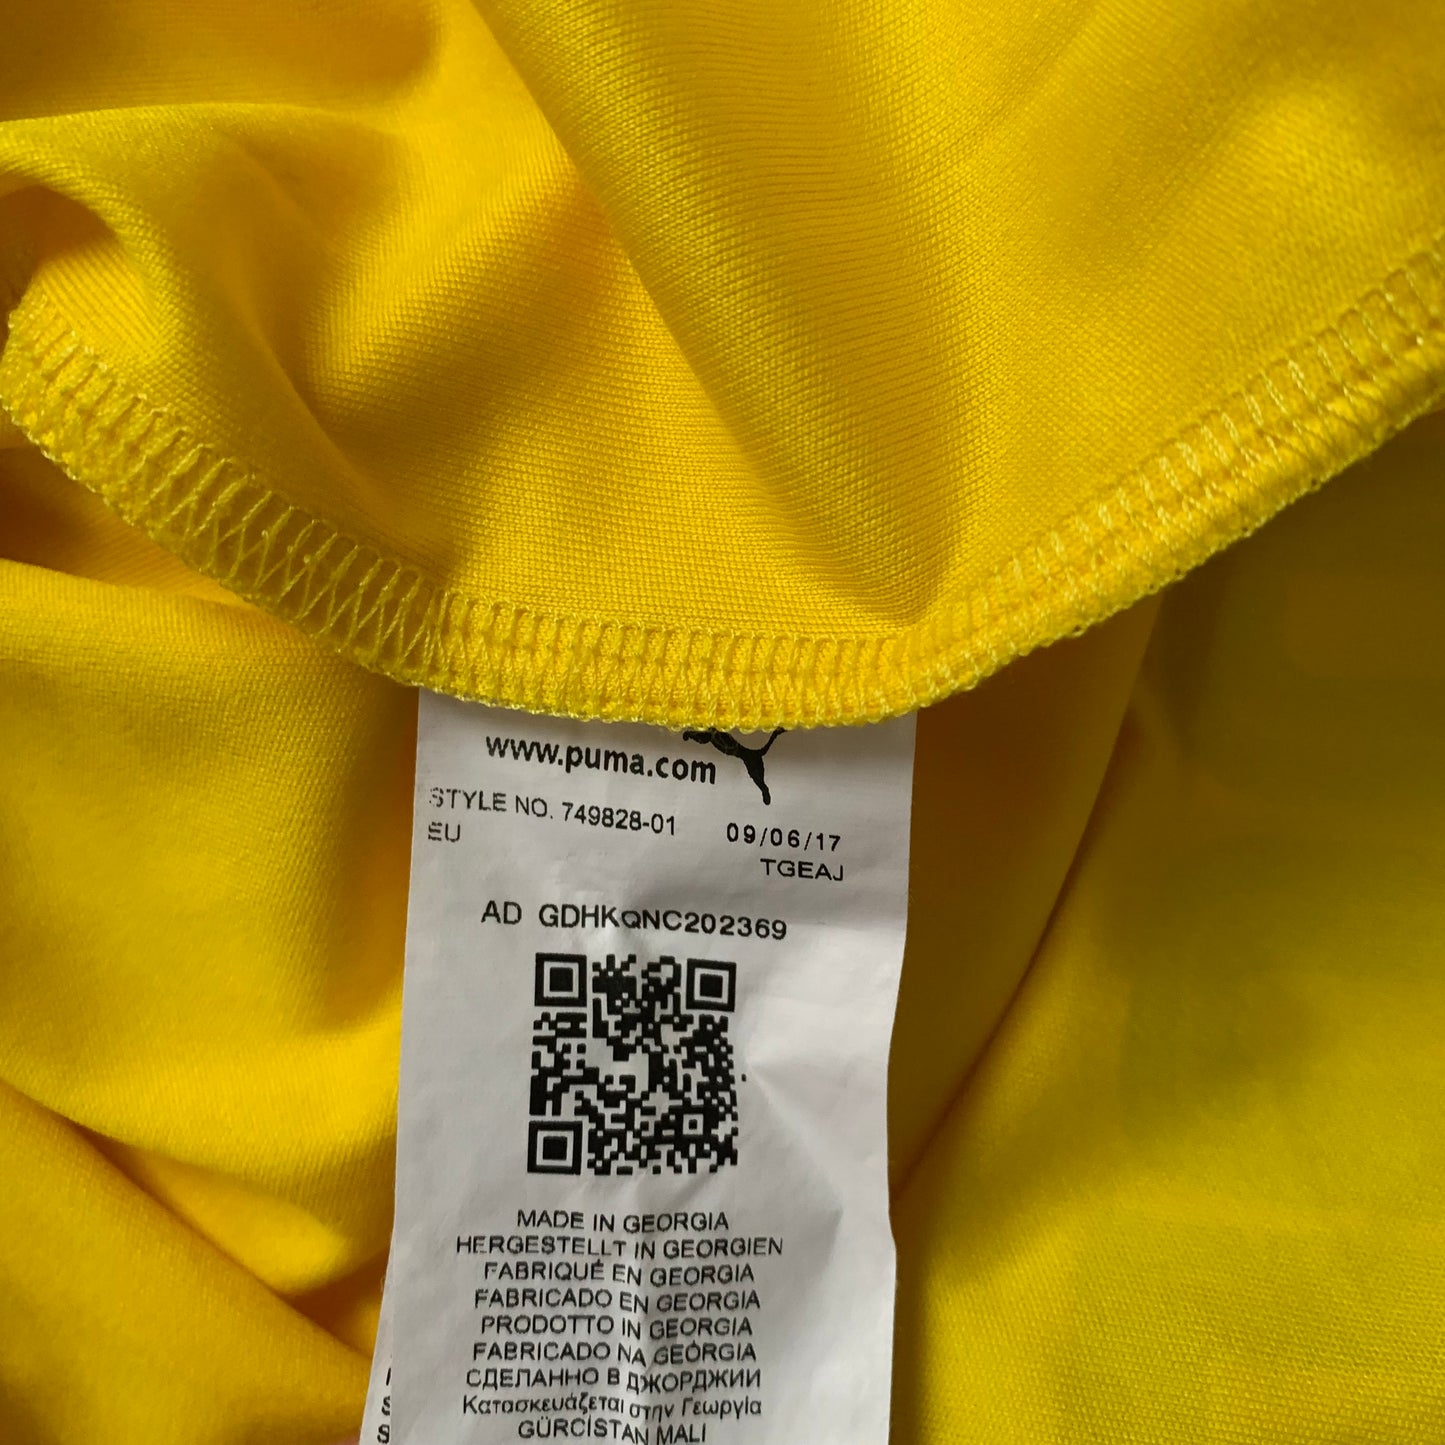 www.puma.com
STYLE NO. 749828-01 09/06/17
EU TGEAJ
AD GDHKQNC202369
MADE IN GEORGIA
HERGESTELLT IN GEORGIEN
FABRIQUÉ EN GEORGIA
FABRICADO EN GEORGIA
PRODOTTO IN GEORGIA
FABRICADO NA GEÓRGIA
СДЕЛАННО В ДЖОРДЖИИ
Κατασκευάζεται στην Γεωργία
GÜRCİSTAN MALI